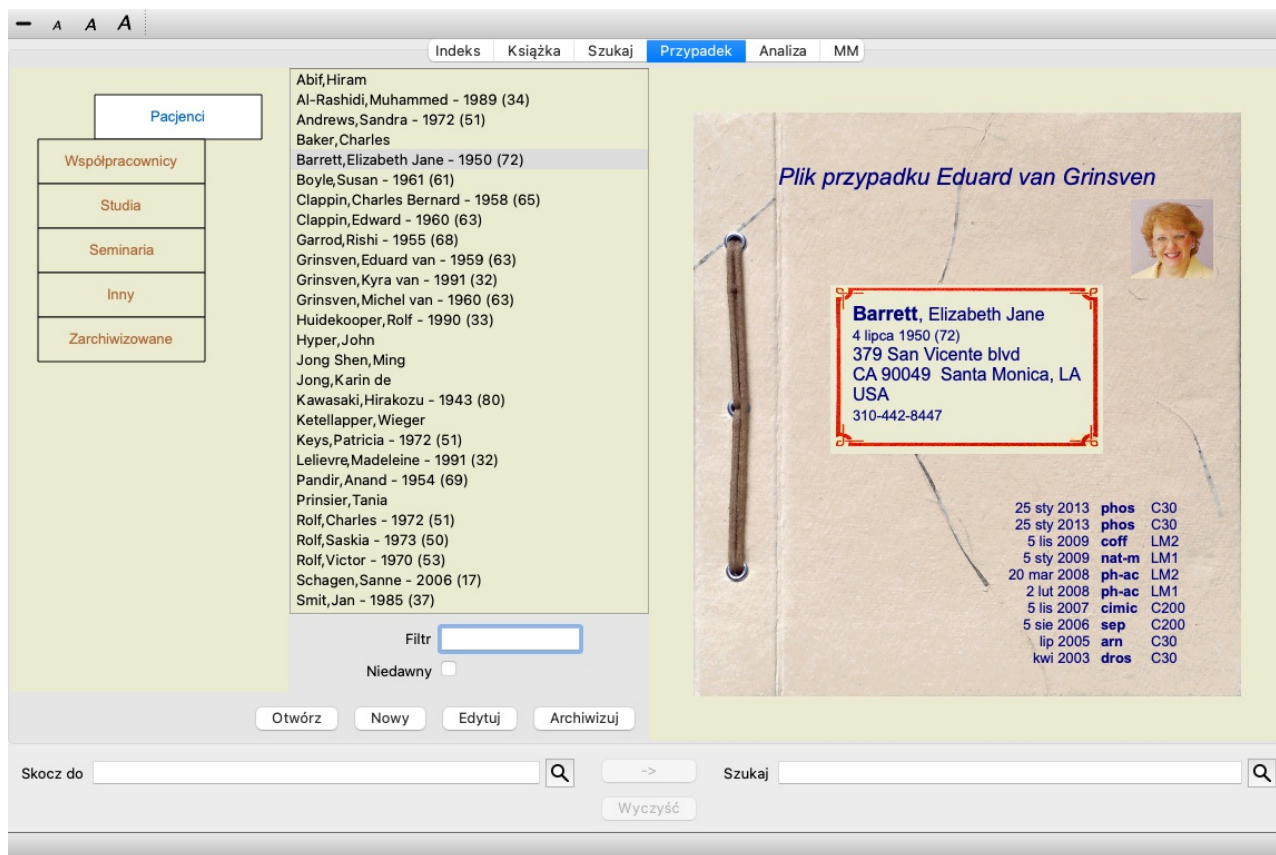 A A A
Indeks Książka Szukaj Przypadek Analiza MM
Pacjenci
Współpracownicy
Studia
Seminaria
Inny
Zarchiwizowane
Abif,Hiram
Al-Rashidi,Muhammed - 1989 (34)
Andrews,Sandra - 1972 (51)
Baker,Charles
Barrett,Elizabeth Jane - 1950 (72)
Boyle,Susan - 1961 (61)
Clappin,Charles Bernard - 1958 (65)
Clappin,Edward - 1960 (63)
Garrod,Rishi - 1955 (68)
Grinsven,Eduard van - 1959 (63)
Grinsven,Kyra van - 1991 (32)
Grinsven,Michel van - 1960 (63)
Huidekooper,Rolf - 1990 (33)
Hyper,John
Jong Shen,Ming
Jong,Karin de
Kawasaki,Hirakozu - 1943 (80)
Ketellapper,Wieger
Keys,Patricia - 1972 (51)
Lelievre,Madeleine - 1991 (32)
Pandir,Anand - 1954 (69)
Prinsier,Tania
Rolf,Charles - 1972 (51)
Rolf,Saskia - 1973 (50)
Rolf,Victor - 1970 (53)
Schagen,Sanne - 2006 (17)
Smit,Jan - 1985 (37)
Filtr
Niedawny
Otwórz Nowy Edytuj Archiwizuj
Plik przypadku Eduard van Grinsven
Barrett, Elizabeth Jane
4 lipca 1950 (72)
379 San Vicente blvd
CA 90049 Santa Monica, LA
USA
310-442-8447
25 sty 2013 phos C30
25 sty 2013 phos C30
5 lis 2009 coff LM2
5 sty 2009 nat-m LM1
20 mar 2008 ph-ac LM2
2 lut 2008 ph-ac LM1
5 lis 2007 cimic C200
5 sie 2006 sep C200
lip 2005 arn C30
kwi 2003 dros C30
Skocz do -> Szukaj
Wyczyść